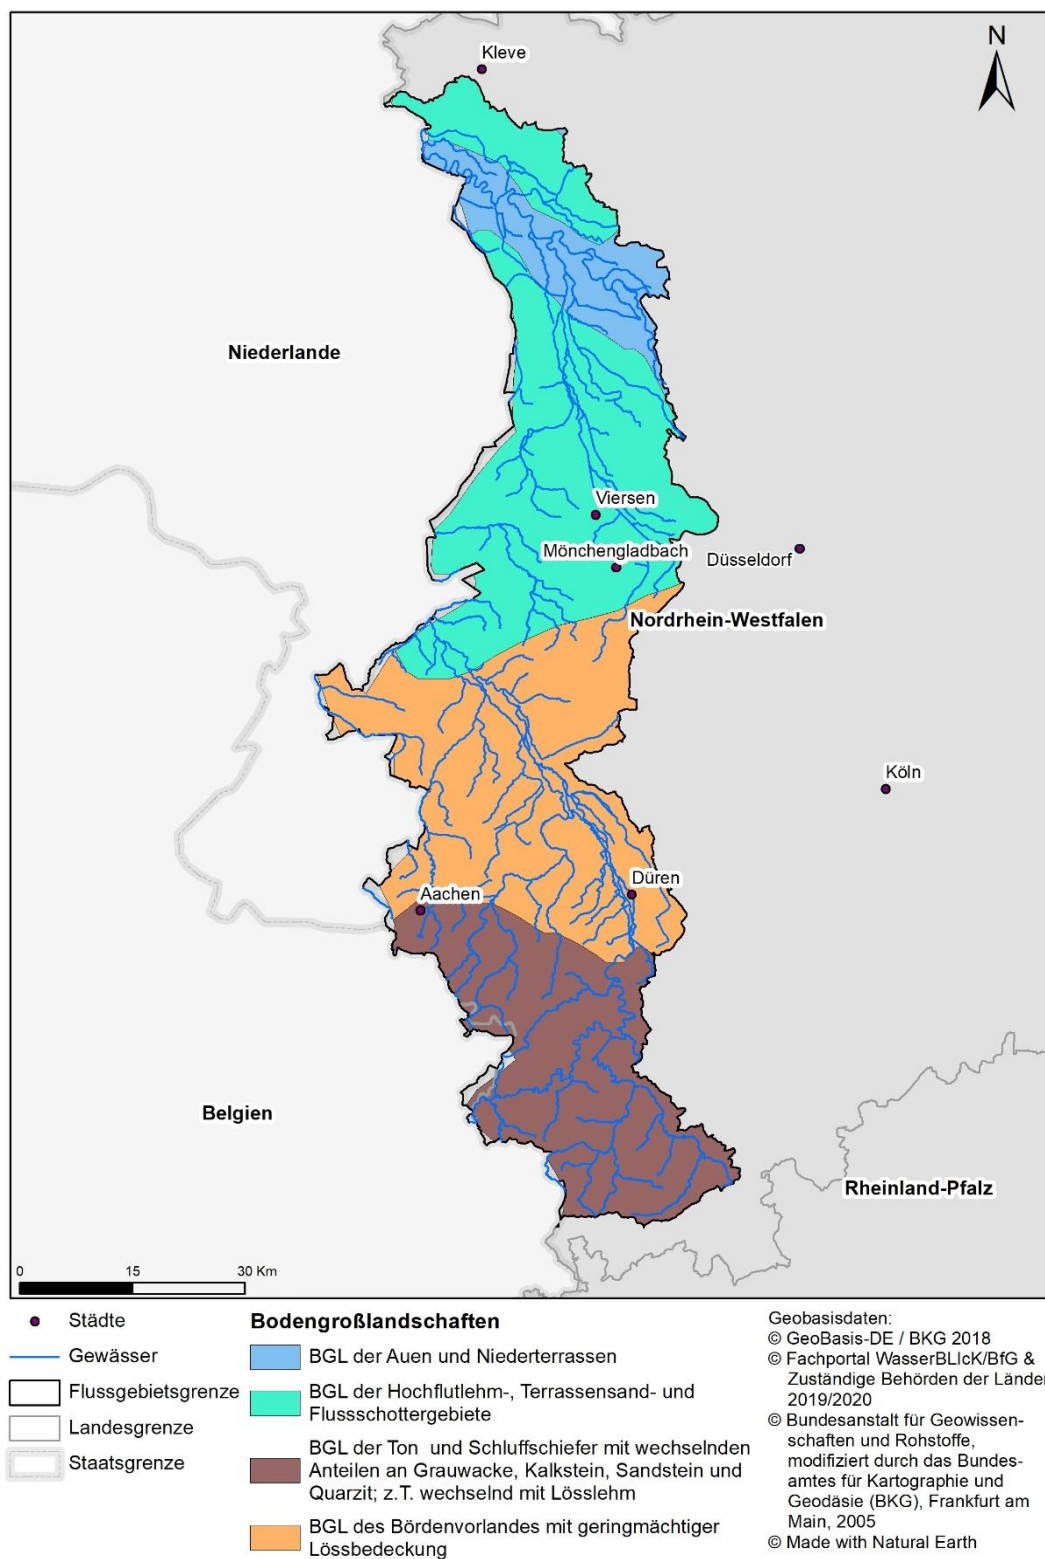 Kleve
N
Niederlande
Viersen
Mönchengladbach
Düsseldorf
Nordrhein-Westfalen
Köln
Düren
Aachen
Belgien
Rheinland-Pfalz
0 15 30 Km
Städte
Gewässer
Flussgebietsgrenze
Landesgrenze
Staatsgrenze
Bodengroßlandschaften
BGL der Auen und Niederterrassen
BGL der Hochflutlehm-, Terrassensand- und
Flussschottergebiete
BGL der Ton und Schluffschiefer mit wechselnden
Anteilen an Grauwacke, Kalkstein, Sandstein und
Quarzit; z.T. wechselnd mit Lösslehm
BGL des Bördenvorlandes mit geringmächtiger
Lössbedeckung
Geobasisdaten:
© GeoBasis-DE / BKG 2018
© Fachportal WasserBLIcK/BfG &
Zuständige Behörden der Länder
2019/2020
© Bundesanstalt für Geowissen-
schaften und Rohstoffe,
modifiziert durch das Bundes-
amtes für Kartographie und
Geodäsie (BKG), Frankfurt am
Main, 2005
© Made with Natural Earth